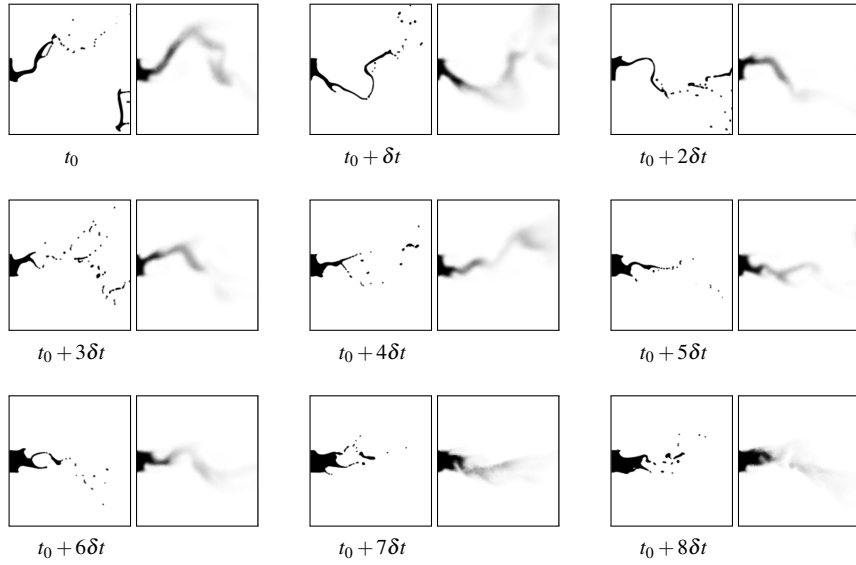 t₀
t₀ + δt
t₀ + 2δt
t₀ + 3δt
t₀ + 4δt
t₀ + 5δt
t₀ + 6δt
t₀ + 7δt
t₀ + 8δt